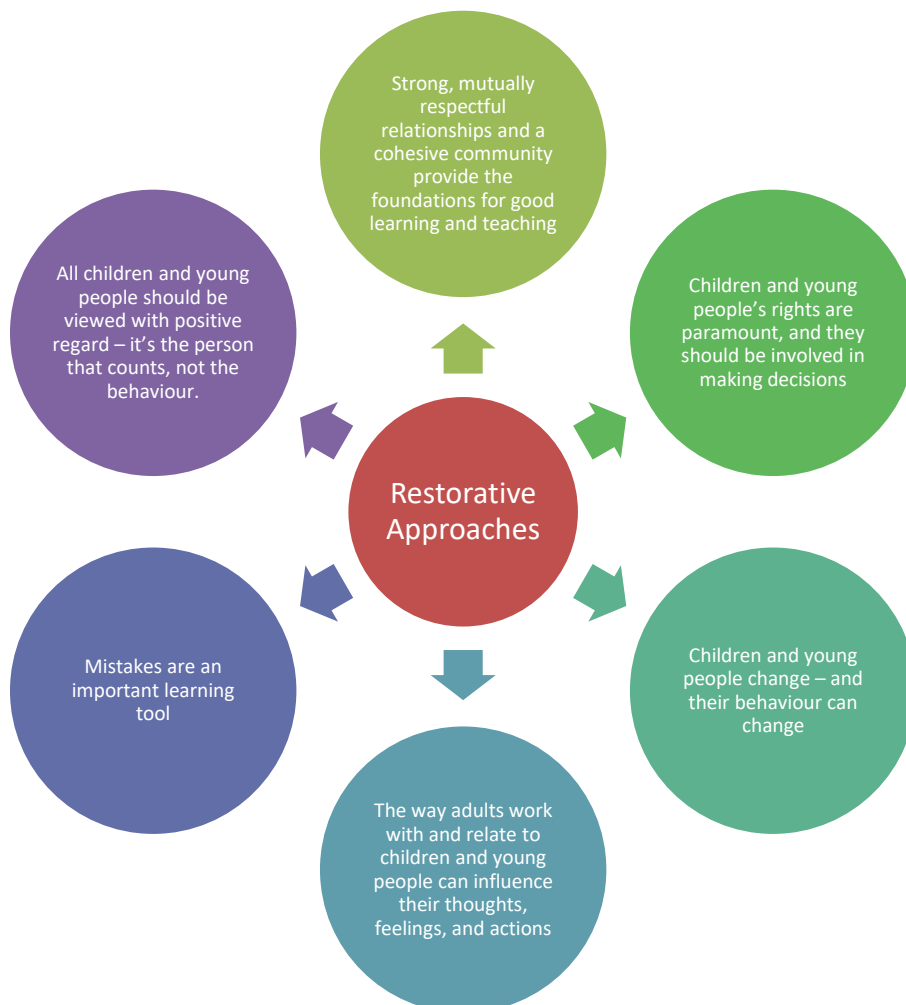 Strong, mutually
respectful
relationships and a
cohesive community
provide the
foundations for good
learning and teaching
Children and young
people’s rights are
paramount, and they
should be involved in
making decisions
Children and young
people change – and
their behaviour can
change
The way adults work
with and relate to
children and young
people can influence
their thoughts,
feelings, and actions
Mistakes are an
important learning
tool
All children and young
people should be
viewed with positive
regard – it’s the person
that counts, not the
behaviour.
Restorative
Approaches